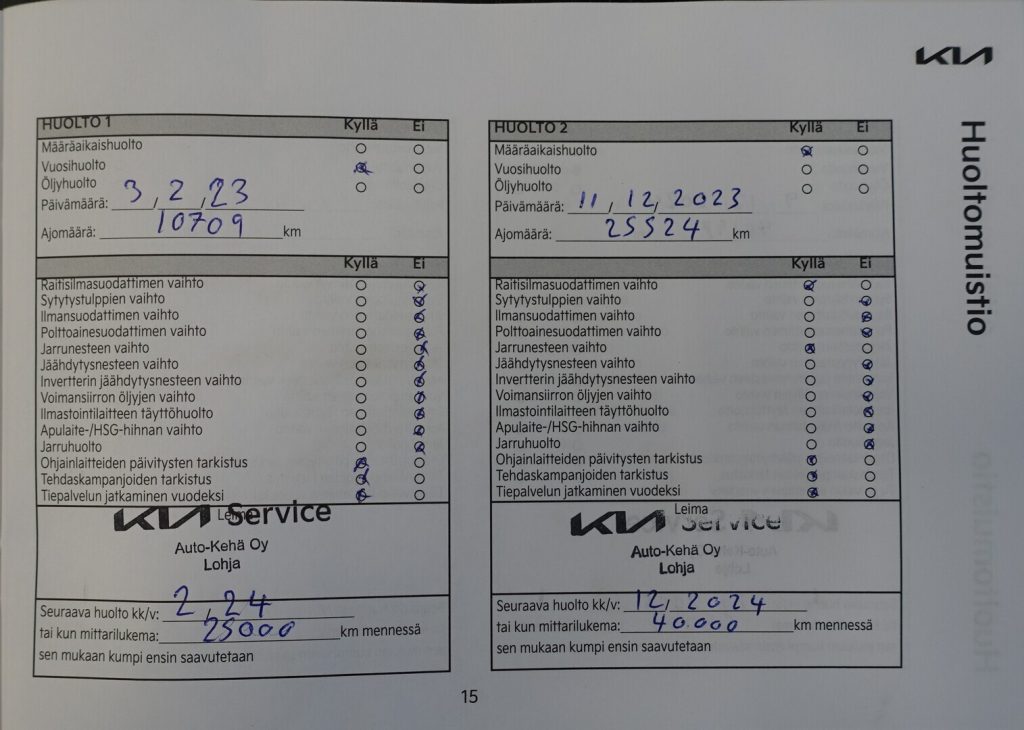 KIA
Huoltomuistio
HUOLTO 1 Kyllä Ei
Määräaikaishuolto
Vuosihuolto
Öljyhuolto
Päivämäärä: 3, 2, 23
Ajomäärä: 10709 km
Kyllä Ei
Raitisilmasuodattimen vaihto
Sytytystulppien vaihto
Ilmansuodattimen vaihto
Polttoainesuodattimen vaihto
Jarrunesteen vaihto
Jäähdytysnesteen vaihto
Invertterin jäähdytysnesteen vaihto
Voimansiirron öljyjen vaihto
Ilmastointilaitteen täyttöhuolto
Apulaite-/HSG-hihnan vaihto
Jarruhuolto
Ohjainlaitteiden päivitysten tarkistus
Tehdaskampanjoiden tarkistus
Tiepalvelun jatkaminen vuodeksi
Leima
KIA Service
Auto-Kehä Oy
Lohja
Seuraava huolto kk/v: 2, 24
tai kun mittarilukema: 25000 km mennessä
sen mukaan kumpi ensin saavutetaan
HUOLTO 2 Kyllä Ei
Määräaikaishuolto
Vuosihuolto
Öljyhuolto
Päivämäärä: 11, 12, 2023
Ajomäärä: 25524 km
Kyllä Ei
Raitisilmasuodattimen vaihto
Sytytystulppien vaihto
Ilmansuodattimen vaihto
Polttoainesuodattimen vaihto
Jarrunesteen vaihto
Jäähdytysnesteen vaihto
Invertterin jäähdytysnesteen vaihto
Voimansiirron öljyjen vaihto
Ilmastointilaitteen täyttöhuolto
Apulaite-/HSG-hihnan vaihto
Jarruhuolto
Ohjainlaitteiden päivitysten tarkistus
Tehdaskampanjoiden tarkistus
Tiepalvelun jatkaminen vuodeksi
Leima
KIA Service
Auto-Kehä Oy
Lohja
Seuraava huolto kk/v: 12, 2024
tai kun mittarilukema: 40.000 km mennessä
sen mukaan kumpi ensin saavutetaan
15